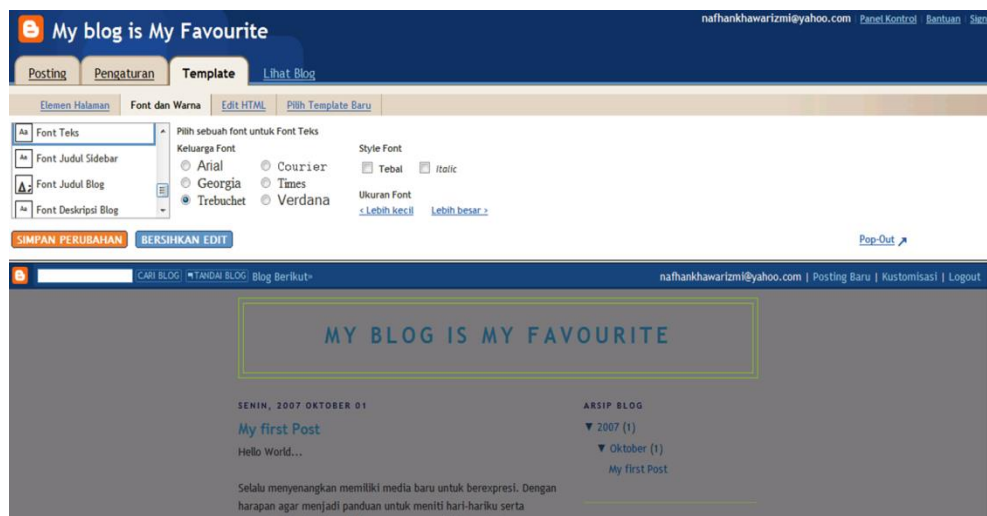 My blog is My Favourite
nafhankhawarizmi@yahoo.com | Panel Kontrol | Bantuan | Sign
Posting Pengaturan Template Lihat Blog
Elemen Halaman Font dan Warna Edit HTML Pilih Template Baru
Aa Font Teks
Aa Font Judul Sidebar
Font Judul Blog
Aa Font Deskripsi Blog
Pilih sebuah font untuk Font Teks
Keluarga Font
Arial Courier
Georgia Times
Trebuchet Verdana
Style Font
Tebal Italic
Ukuran Font
< Lebih kecil Lebih besar >
SIMPAN PERUBAHAN BERSIHKAN EDIT
Pop-Out
CARI BLOG TANDAI BLOG Blog Berikut»
nafhankhawarizmi@yahoo.com | Posting Baru | Kustomisasi | Logout
MY BLOG IS MY FAVOURITE
SENIN, 2007 OKTOBER 01
My first Post
Hello World...
Selalu menyenangkan memiliki media baru untuk berexpresi. Dengan
harapan agar menjadi panduan untuk meniti hari-hariku serta
ARSIP BLOG
▼ 2007 (1)
▼ Oktober (1)
My first Post